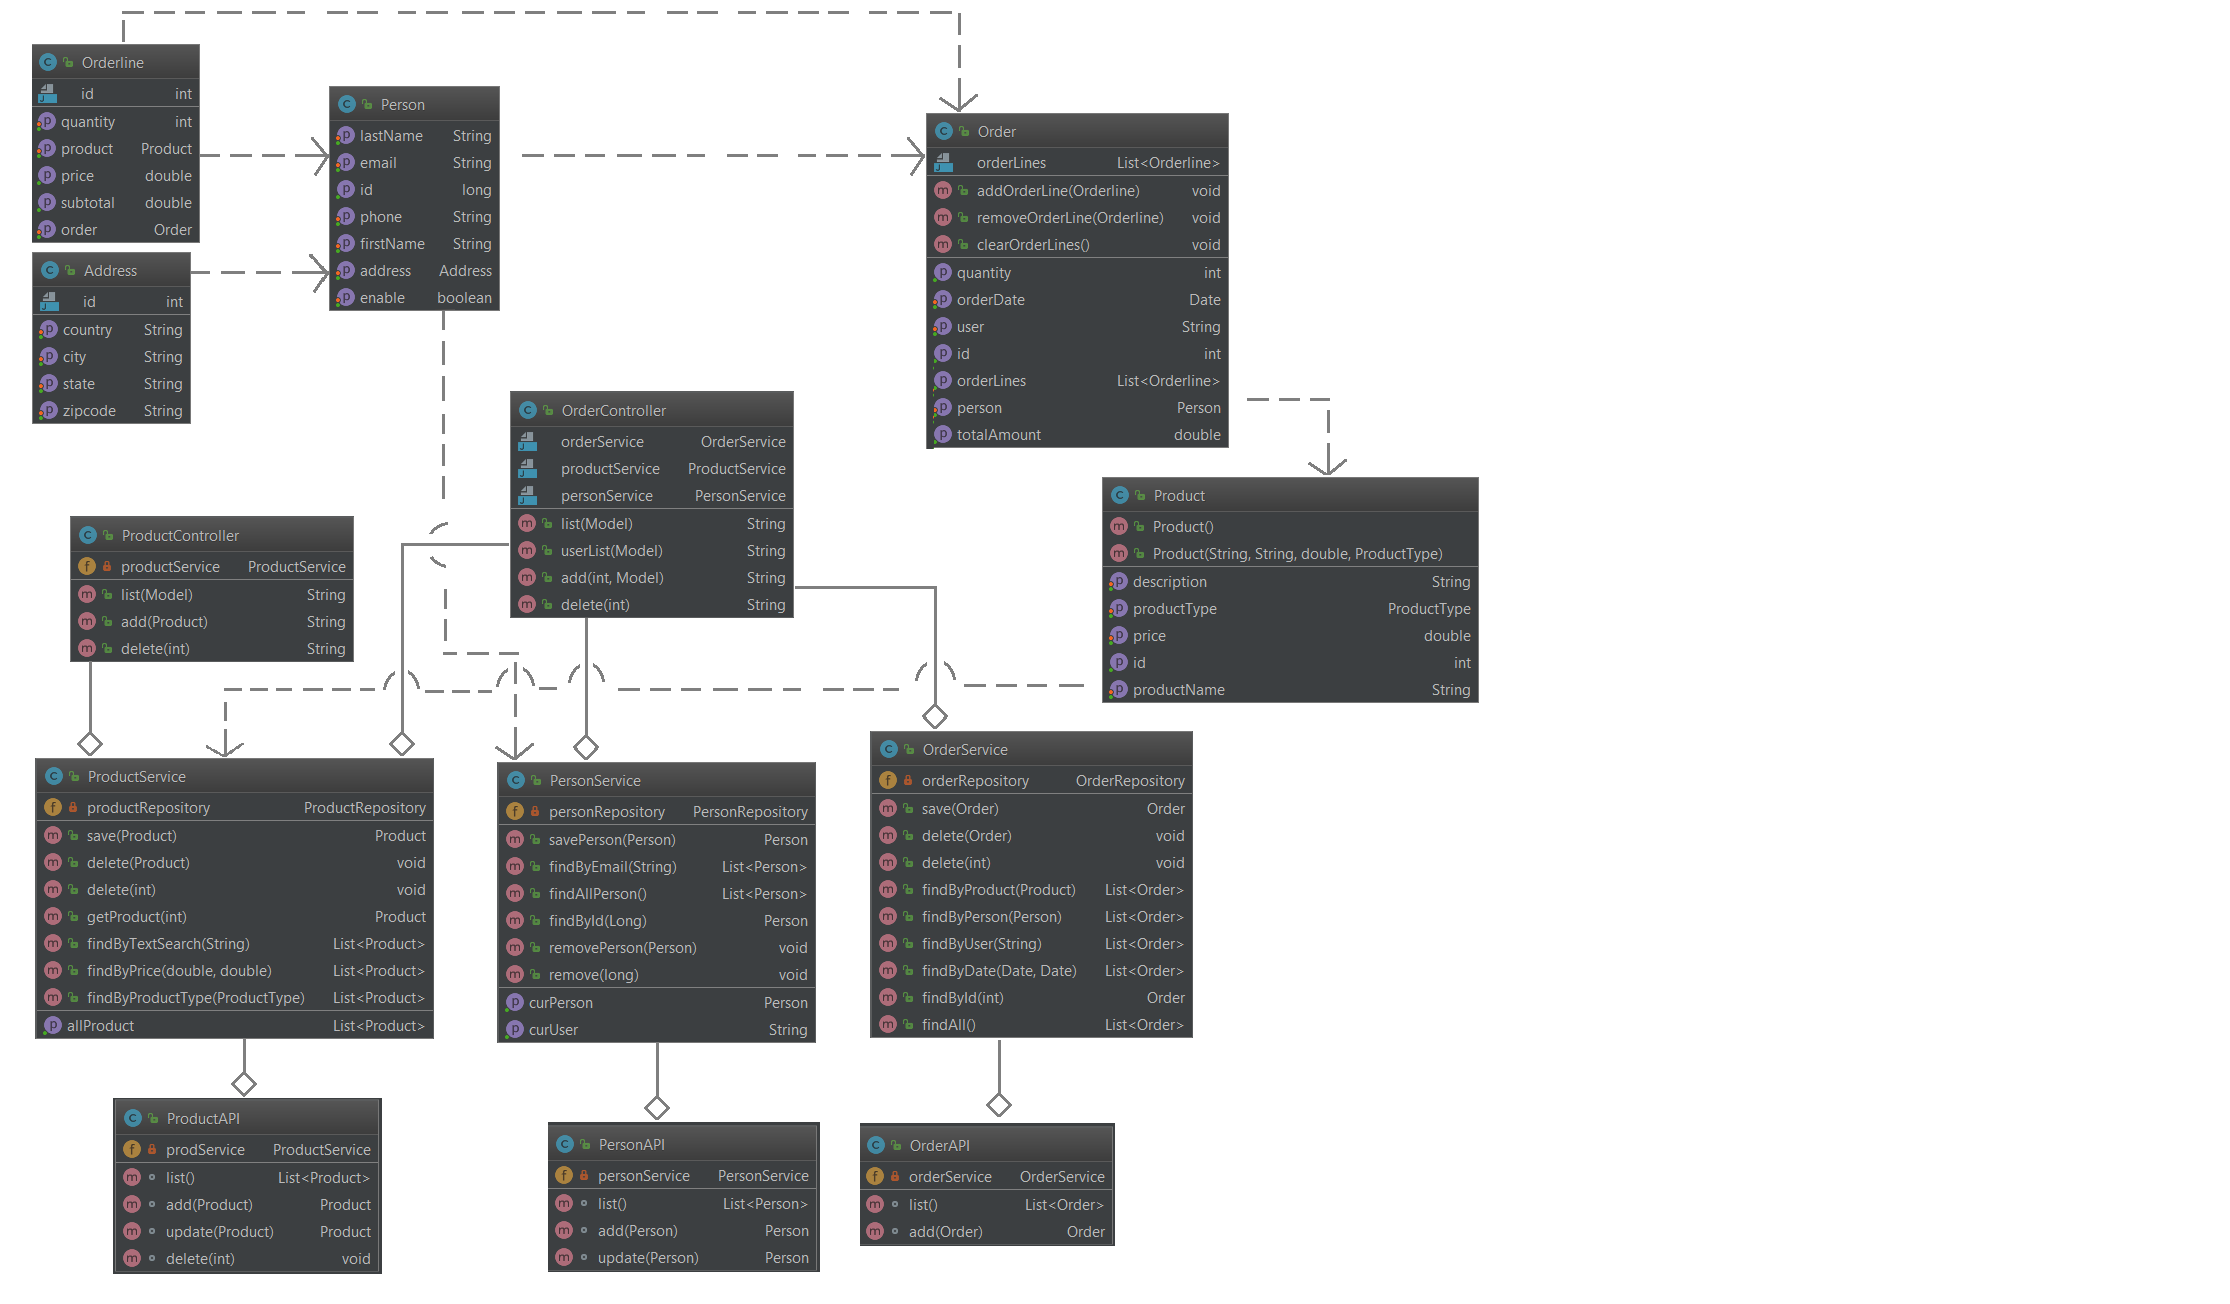 Orderline
id int
quantity int
product Product
price double
subtotal double
order Order
Person
lastName String
email String
id long
phone String
firstName String
address Address
enable boolean
Order
orderLines List<Orderline>
addOrderLine(Orderline) void
removeOrderLine(Orderline) void
clearOrderLines() void
quantity int
orderDate Date
user String
id int
orderLines List<Orderline>
person Person
totalAmount double
Address
id int
country String
city String
state String
zipcode String
OrderController
orderService OrderService
productService ProductService
personService PersonService
list(Model) String
userList(Model) String
add(int, Model) String
delete(int) String
Product
Product()
Product(String, String, double, ProductType)
description String
productType ProductType
price double
id int
productName String
ProductController
productService ProductService
list(Model) String
add(Product) String
delete(int) String
ProductService
productRepository ProductRepository
save(Product) Product
delete(Product) void
delete(int) void
getProduct(int) Product
findByTextSearch(String) List<Product>
findByPrice(double, double) List<Product>
findByProductType(ProductType) List<Product>
allProduct List<Product>
PersonService
personRepository PersonRepository
savePerson(Person) Person
findByEmail(String) List<Person>
findAllPerson() List<Person>
findById(Long) Person
removePerson(Person) void
remove(long) void
curPerson Person
curUser String
OrderService
orderRepository OrderRepository
save(Order) Order
delete(Order) void
delete(int) void
findByProduct(Product) List<Order>
findByPerson(Person) List<Order>
findByUser(String) List<Order>
findByDate(Date, Date) List<Order>
findById(int) Order
findAll() List<Order>
ProductAPI
prodService ProductService
list() List<Product>
add(Product) Product
update(Product) Product
delete(int) void
PersonAPI
personService PersonService
list() List<Person>
add(Person) Person
update(Person) Person
OrderAPI
orderService OrderService
list() List<Order>
add(Order) Order